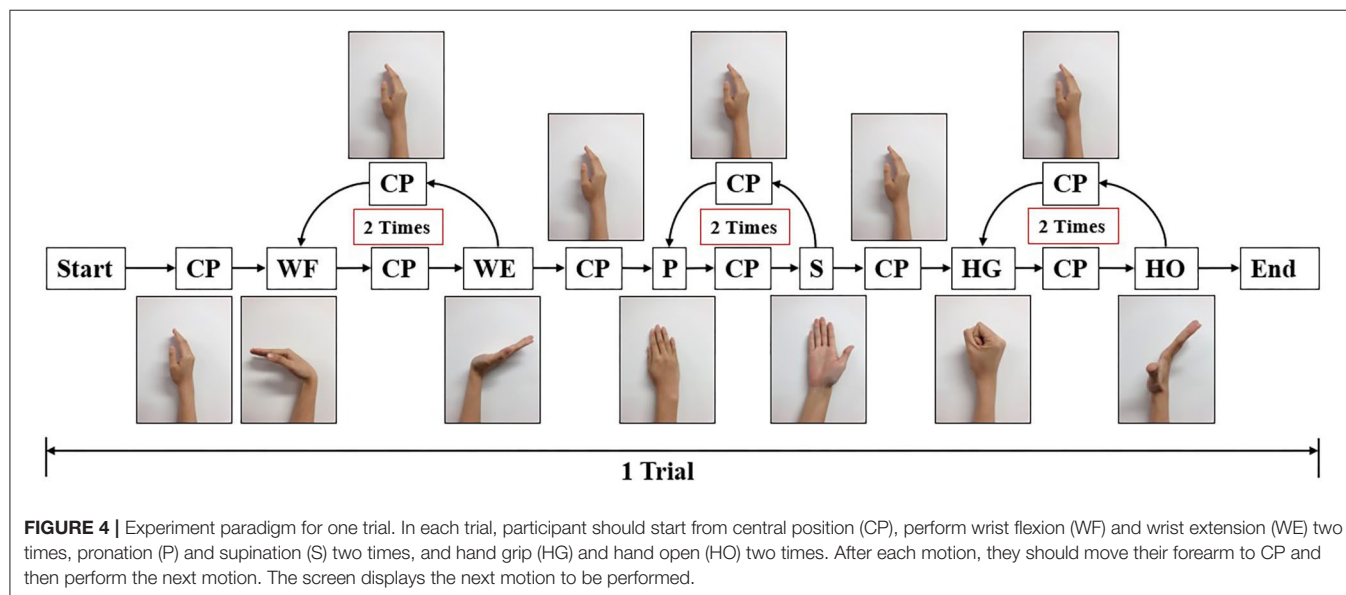 CP CP CP
CP CP CP
2 Times 2 Times 2 Times
Start CP WF CP WE CP P CP S CP HG CP HO End
1 Trial
FIGURE 4 | Experiment paradigm for one trial. In each trial, participant should start from central position (CP), perform wrist flexion (WF) and wrist extension (WE) two
times, pronation (P) and supination (S) two times, and hand grip (HG) and hand open (HO) two times. After each motion, they should move their forearm to CP and
then perform the next motion. The screen displays the next motion to be performed.